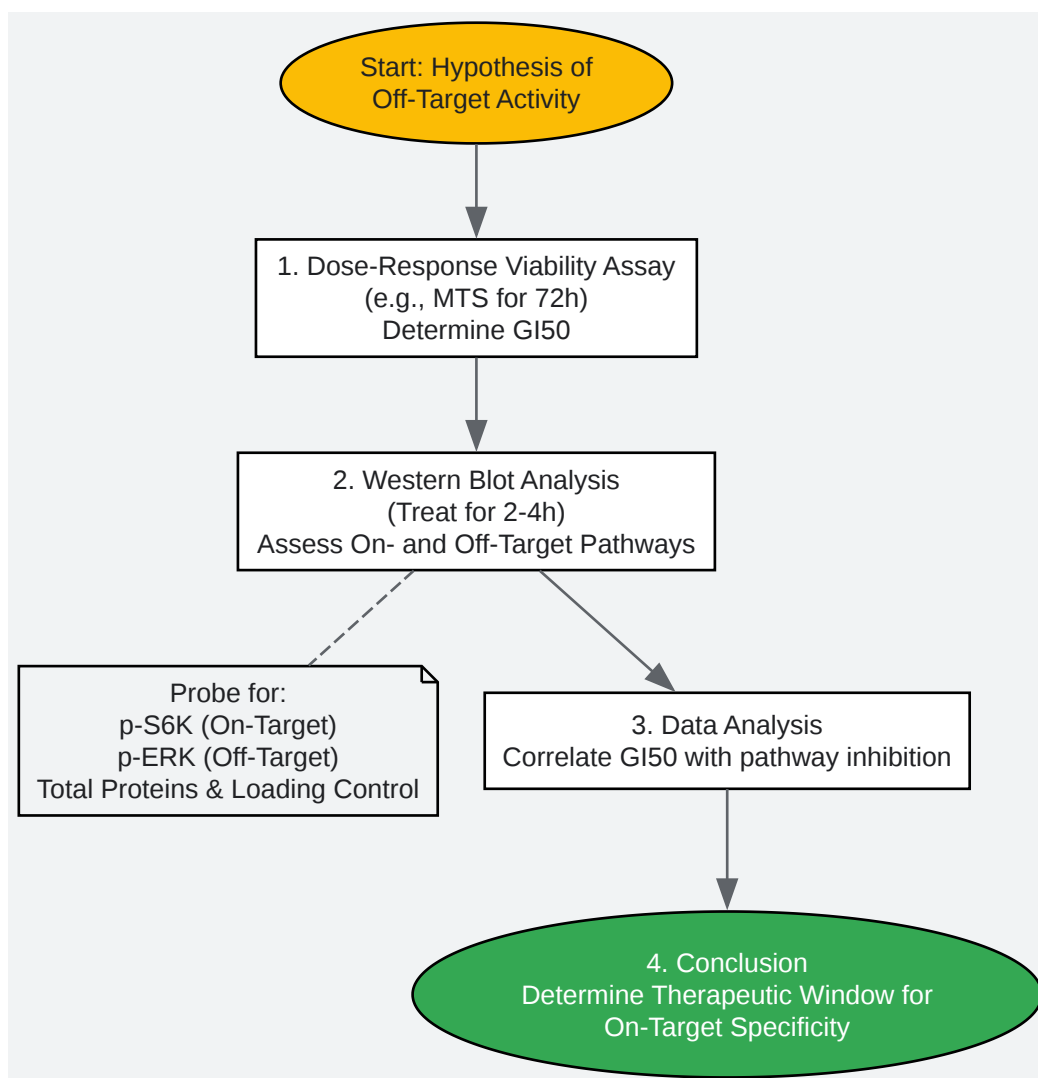 Start: Hypothesis of
Off-Target Activity
1. Dose-Response Viability Assay
(e.g., MTS for 72h)
Determine GI50
2. Western Blot Analysis
(Treat for 2-4h)
Assess On- and Off-Target Pathways
Probe for:
p-S6K (On-Target)
p-ERK (Off-Target)
Total Proteins & Loading Control
3. Data Analysis
Correlate GI50 with pathway inhibition
4. Conclusion
Determine Therapeutic Window for
On-Target Specificity